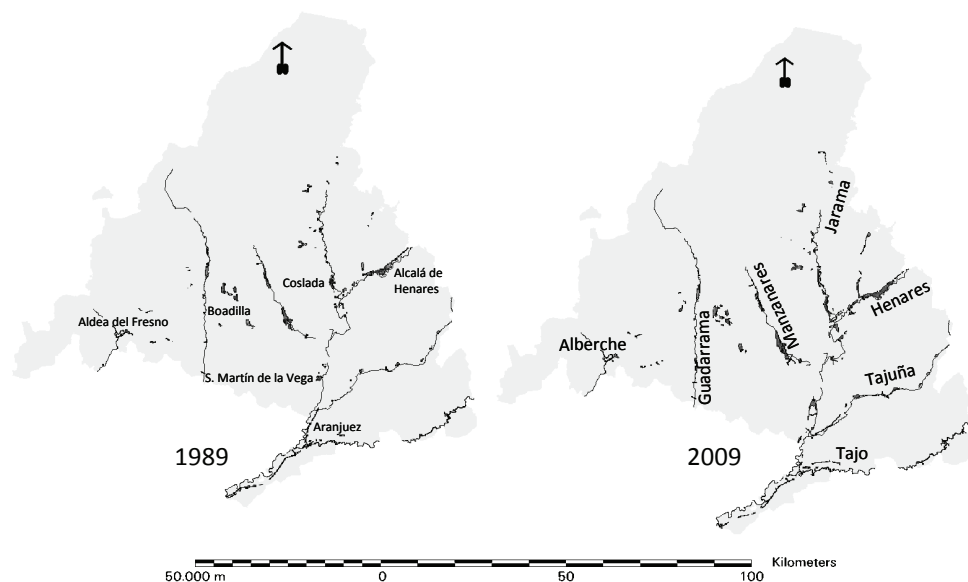 Coslada
Alcalá de
Henares
Boadilla
Aldea del Fresno
S. Martín de la Vega
Aranjuez
1989
Jarama
Manzanares
Henares
Guadarrama
Alberche
Tajuña
Tajo
2009
50.000 m 0 50 100 Kilometers